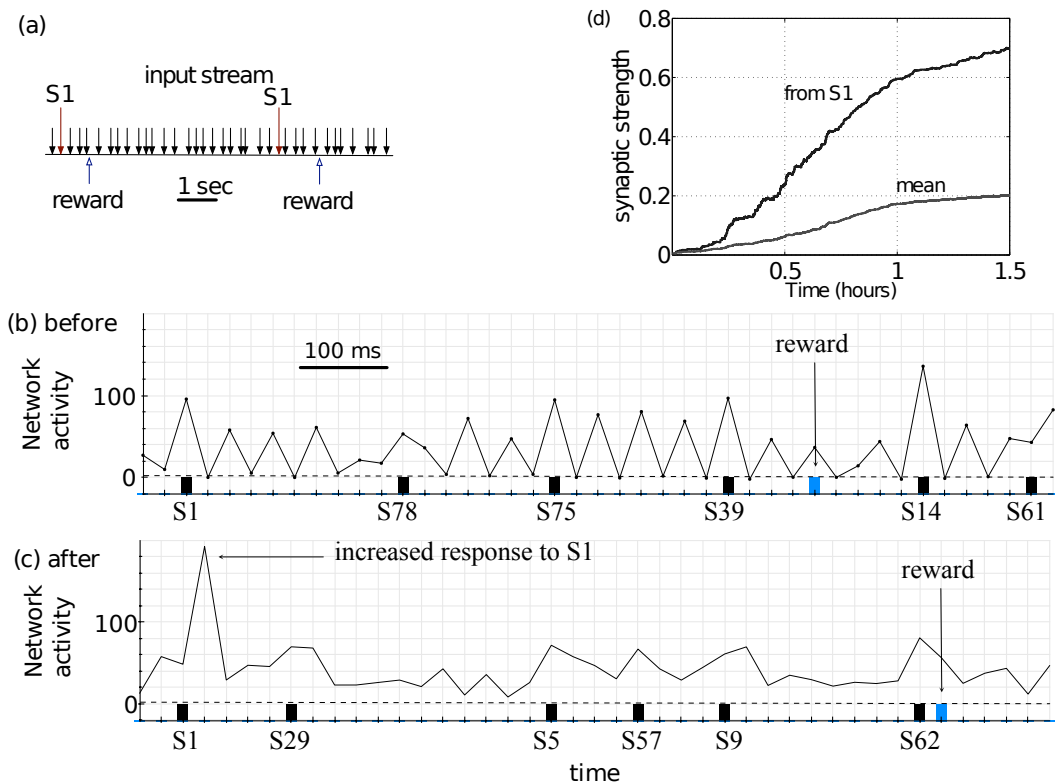 (a)
input stream
S1
S1
reward
1 sec
reward
(d)
synaptic strength
0.8
0.6
0.4
0.2
0
from S1
mean
0.5
1
1.5
Time (hours)
(b) before
Network
activity
100
0
100 ms
reward
S1
S78
S75
S39
S14
S61
(c) after
Network
activity
100
0
increased response to S1
reward
S1
S29
S5
S57
S9
S62
time